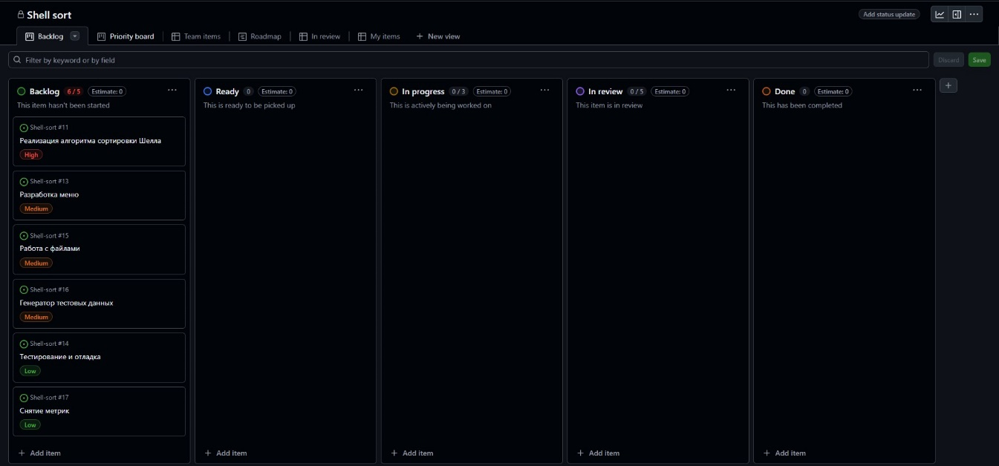 Shell sort
Add status update
Backlog
Priority board
Team items
Roadmap
In review
My items
New view
Filter by keyword or by field
Discard
Save
Backlog 6 / 5 Estimate: 0
This item hasn't been started
Shell-sort #11
Реализация алгоритма сортировки Шелла
High
Shell-sort #13
Разработка меню
Medium
Shell-sort #15
Работа с файлами
Medium
Shell-sort #16
Генератор тестовых данных
Medium
Shell-sort #14
Тестирование и отладка
Low
Shell-sort #17
Снятие метрик
Low
Add item
Ready 0 Estimate: 0
This is ready to be picked up
Add item
In progress 0 / 3 Estimate: 0
This is actively being worked on
Add item
In review 0 / 5 Estimate: 0
This item is in review
Add item
Done 0 Estimate: 0
This has been completed
Add item